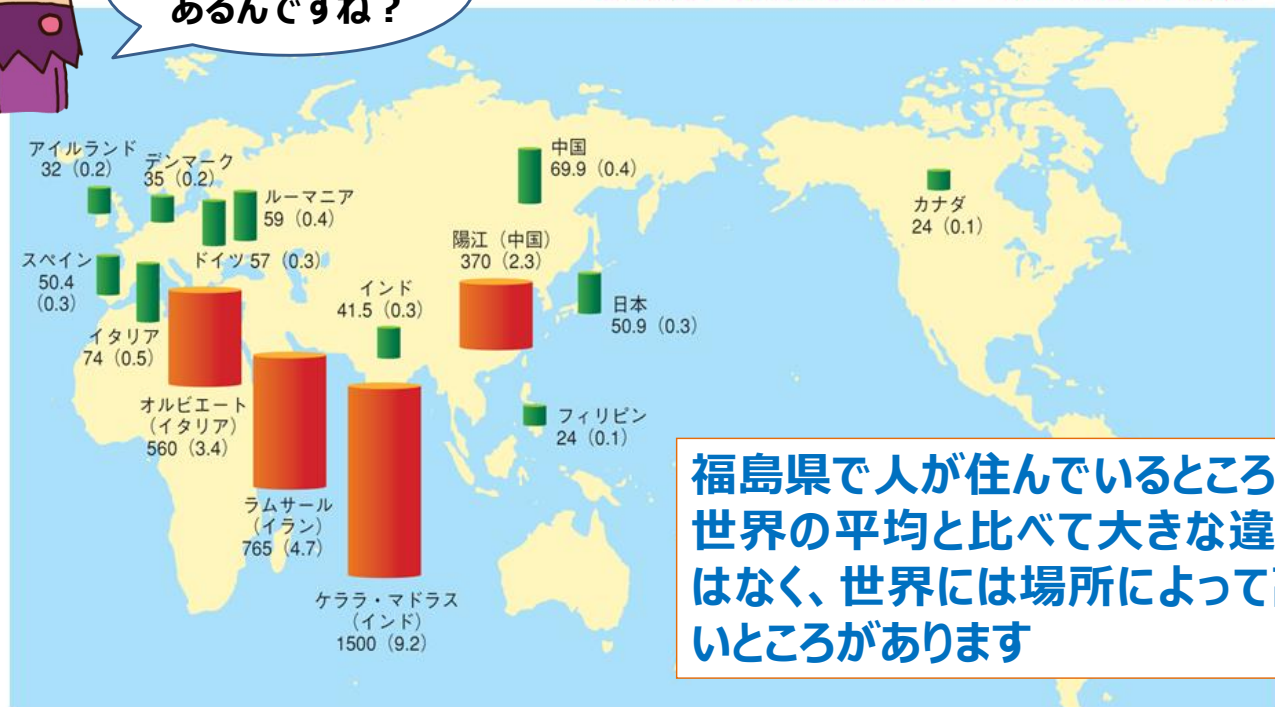 あるんですね？
アイルランド
32（0.2）
デンマーク
35（0.2）
ルーマニア
59（0.4）
ドイツ 57（0.3）
スペイン
50.4
（0.3）
イタリア
74（0.5）
オルビエート
（イタリア）
560（3.4）
ラムサール
（イラン）
765（4.7）
ケララ・マドラス
（インド）
1500（9.2）
インド
41.5（0.3）
中国
69.9（0.4）
陽江（中国）
370（2.3）
日本
50.9（0.3）
フィリピン
24（0.1）
カナダ
24（0.1）
福島県で人が住んでいるところ
世界の平均と比べて大きな違
はなく、世界には場所によって
いところがあります